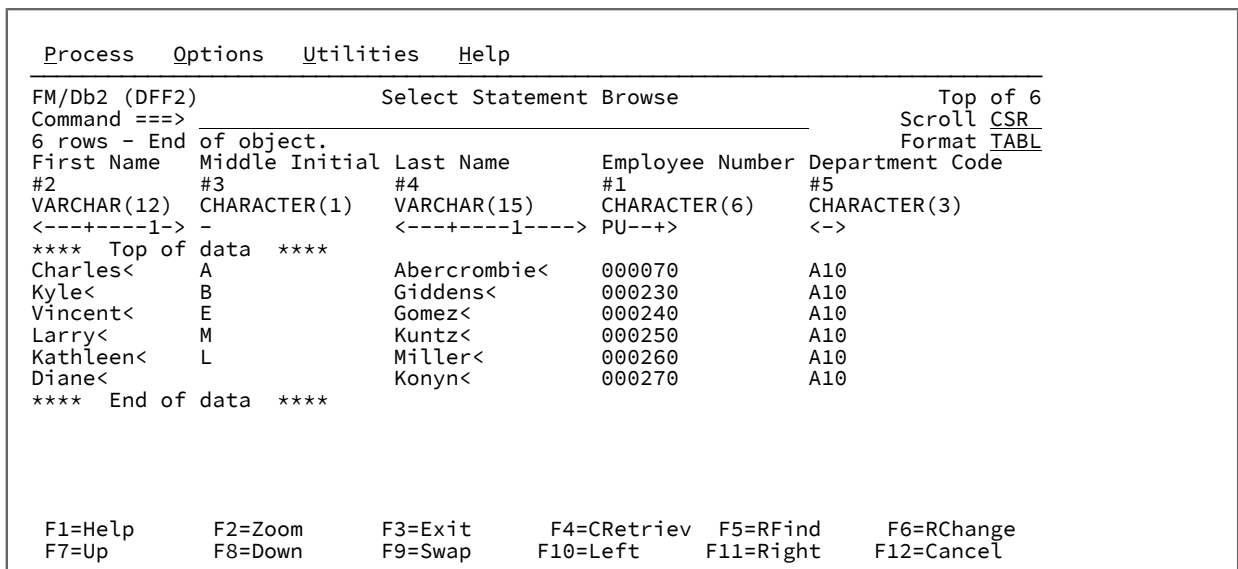 Process   Options   Utilities   Help
FM/Db2 (DFF2)              Select Statement Browse                    Top of 6
Command ===>                                                       Scroll CSR
6 rows - End of object.                                            Format TABL
First Name   Middle Initial Last Name       Employee Number Department Code
#2           #3             #4              #1              #5
VARCHAR(12)  CHARACTER(1)   VARCHAR(15)     CHARACTER(6)    CHARACTER(3)
<---+----1-> -              <---+----1----> PU--+>          <->
****  Top of data  ****
Charles<     A              Abercrombie<    000070          A10
Kyle<        B              Giddens<        000230          A10
Vincent<     E              Gomez<          000240          A10
Larry<       M              Kuntz<          000250          A10
Kathleen<    L              Miller<         000260          A10
Diane<                      Konyn<          000270          A10
****  End of data  ****
F1=Help      F2=Zoom      F3=Exit      F4=CRetriev  F5=RFind     F6=RChange
F7=Up        F8=Down      F9=Swap     F10=Left     F11=Right    F12=Cancel